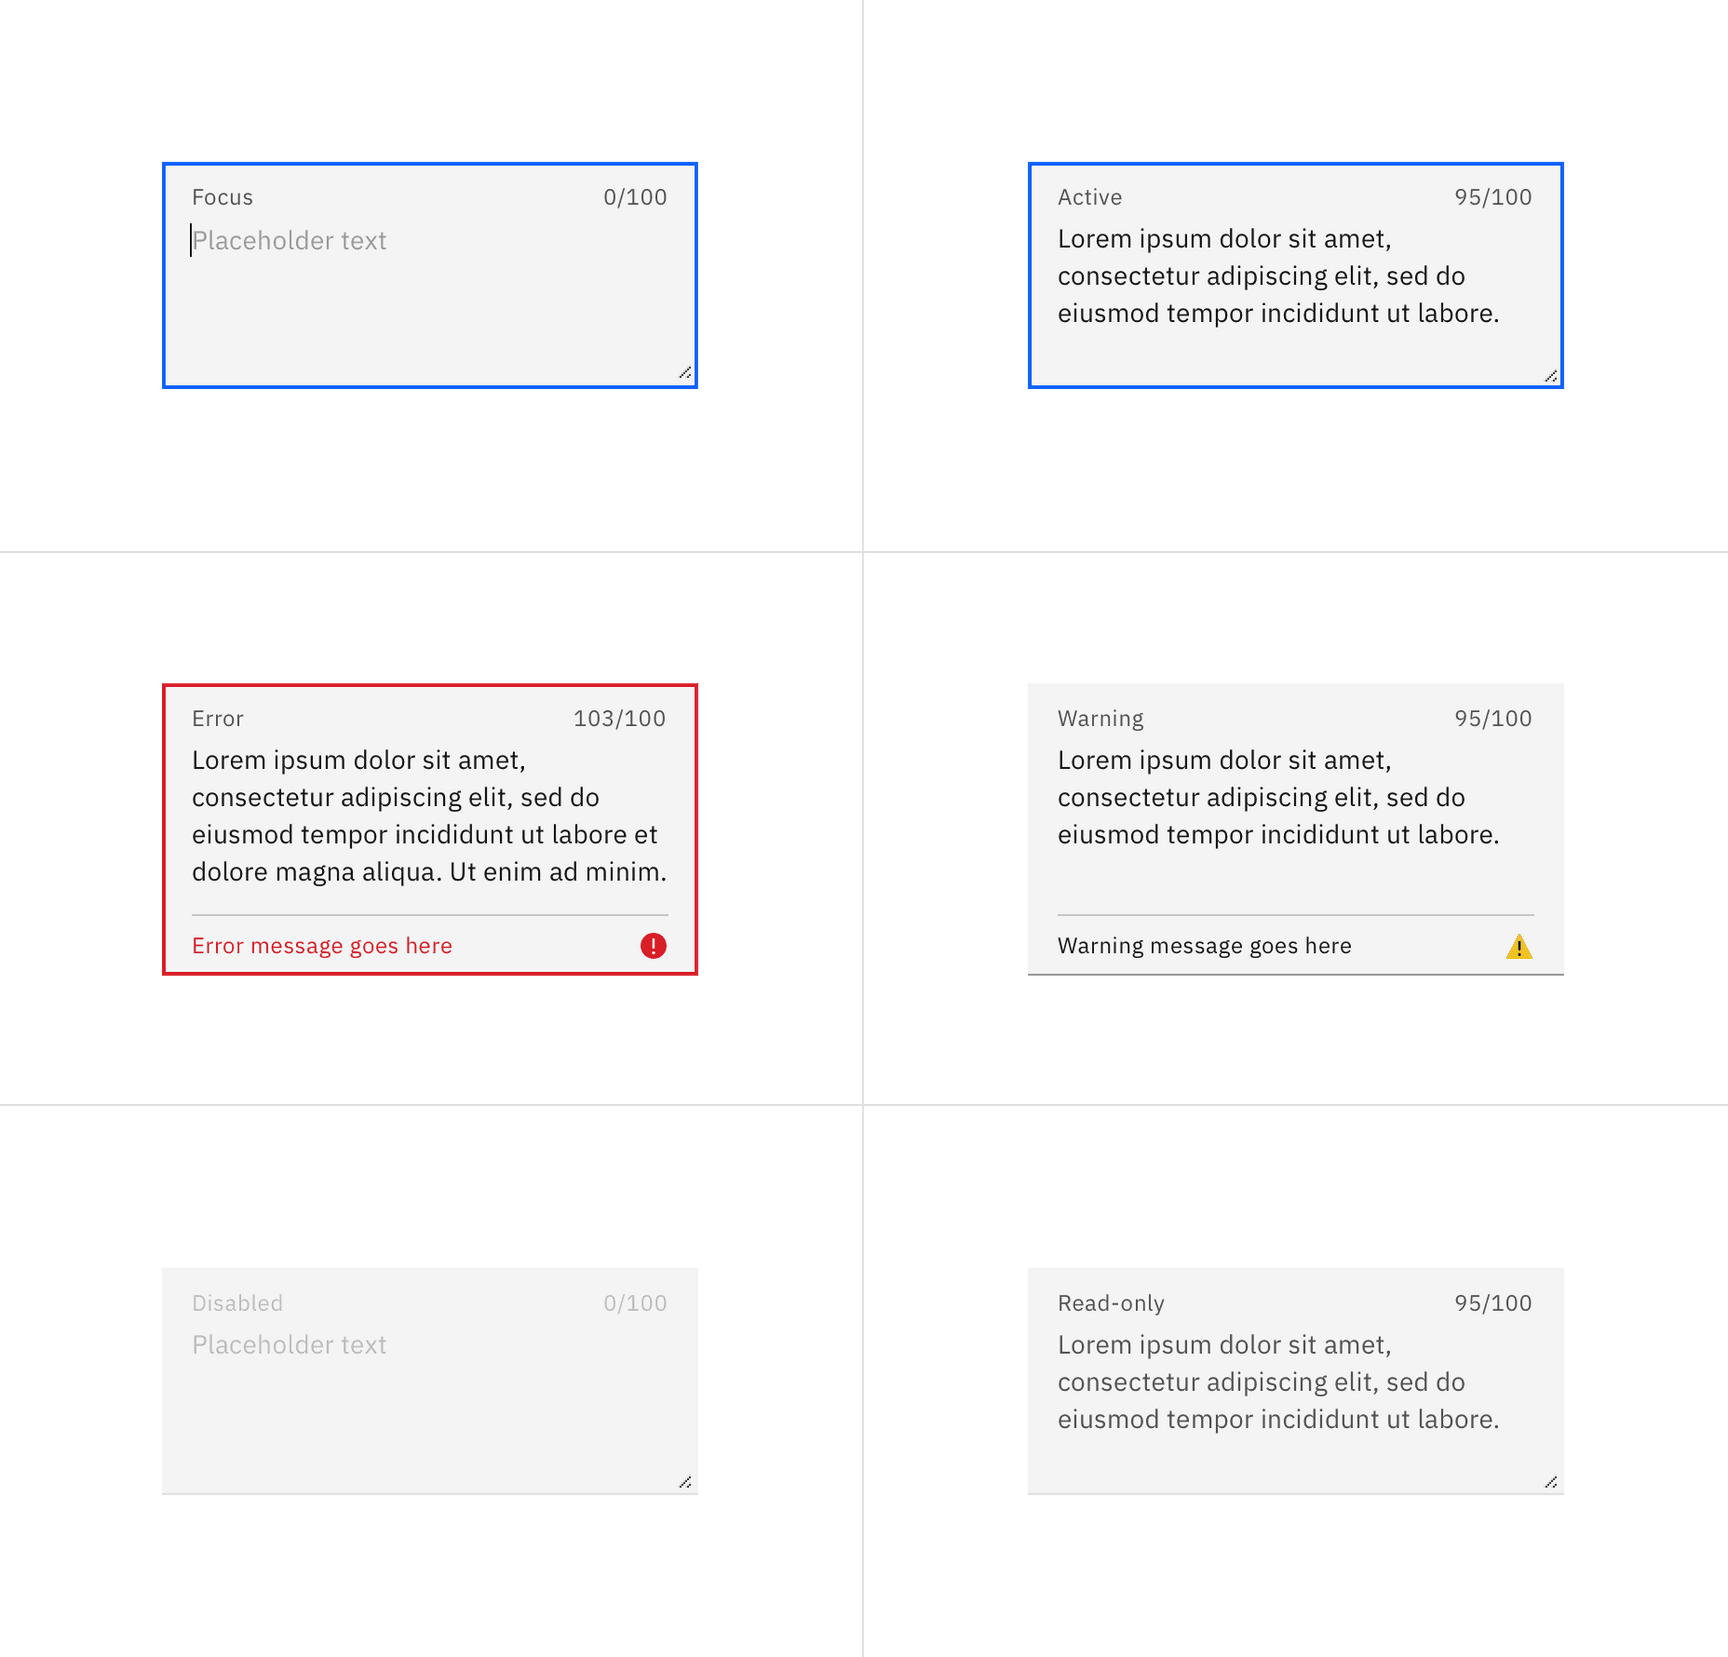 Focus 0/100
Placeholder text
Active 95/100
Lorem ipsum dolor sit amet,
consectetur adipiscing elit, sed do
eiusmod tempor incididunt ut labore.
Error 103/100
Lorem ipsum dolor sit amet,
consectetur adipiscing elit, sed do
eiusmod tempor incididunt ut labore et
dolore magna aliqua. Ut enim ad minim.
Error message goes here
Warning 95/100
Lorem ipsum dolor sit amet,
consectetur adipiscing elit, sed do
eiusmod tempor incididunt ut labore.
Warning message goes here
Disabled 0/100
Placeholder text
Read-only 95/100
Lorem ipsum dolor sit amet,
consectetur adipiscing elit, sed do
eiusmod tempor incididunt ut labore.